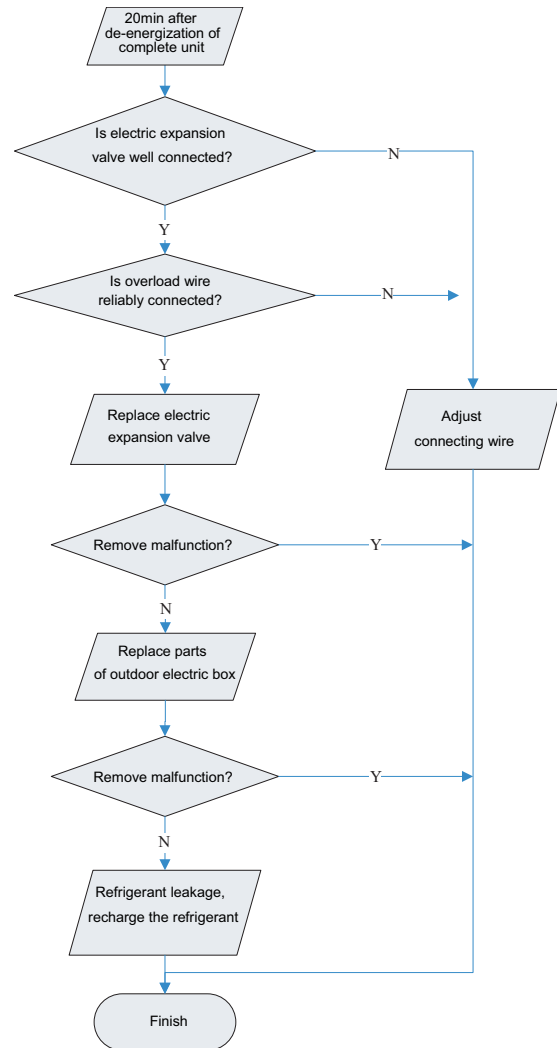 20min after
de-energization of
complete unit
Is electric expansion
valve well connected?
N
Y
Is overload wire
reliably connected?
N
Y
Replace electric
expansion valve
Adjust
connecting wire
Remove malfunction?
Y
N
Replace parts
of outdoor electric box
Remove malfunction?
Y
N
Refrigerant leakage,
recharge the refrigerant
Finish